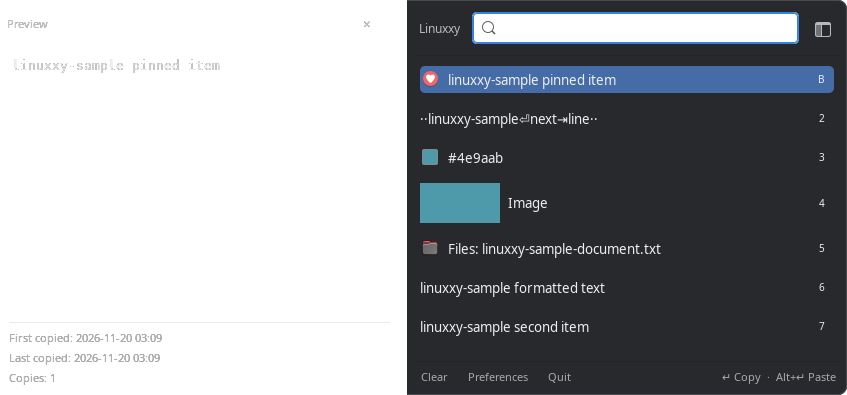 Preview ×
linuxxy-sample pinned item
First copied: 2026-11-20 03:09
Last copied: 2026-11-20 03:09
Copies: 1
Linuxxy
linuxxy-sample pinned item B
··linuxxy-sample⏎next⇥line·· 2
#4e9aab 3
Image 4
Files: linuxxy-sample-document.txt 5
linuxxy-sample formatted text 6
linuxxy-sample second item 7
Clear Preferences Quit ↵ Copy · Alt+↵ Paste